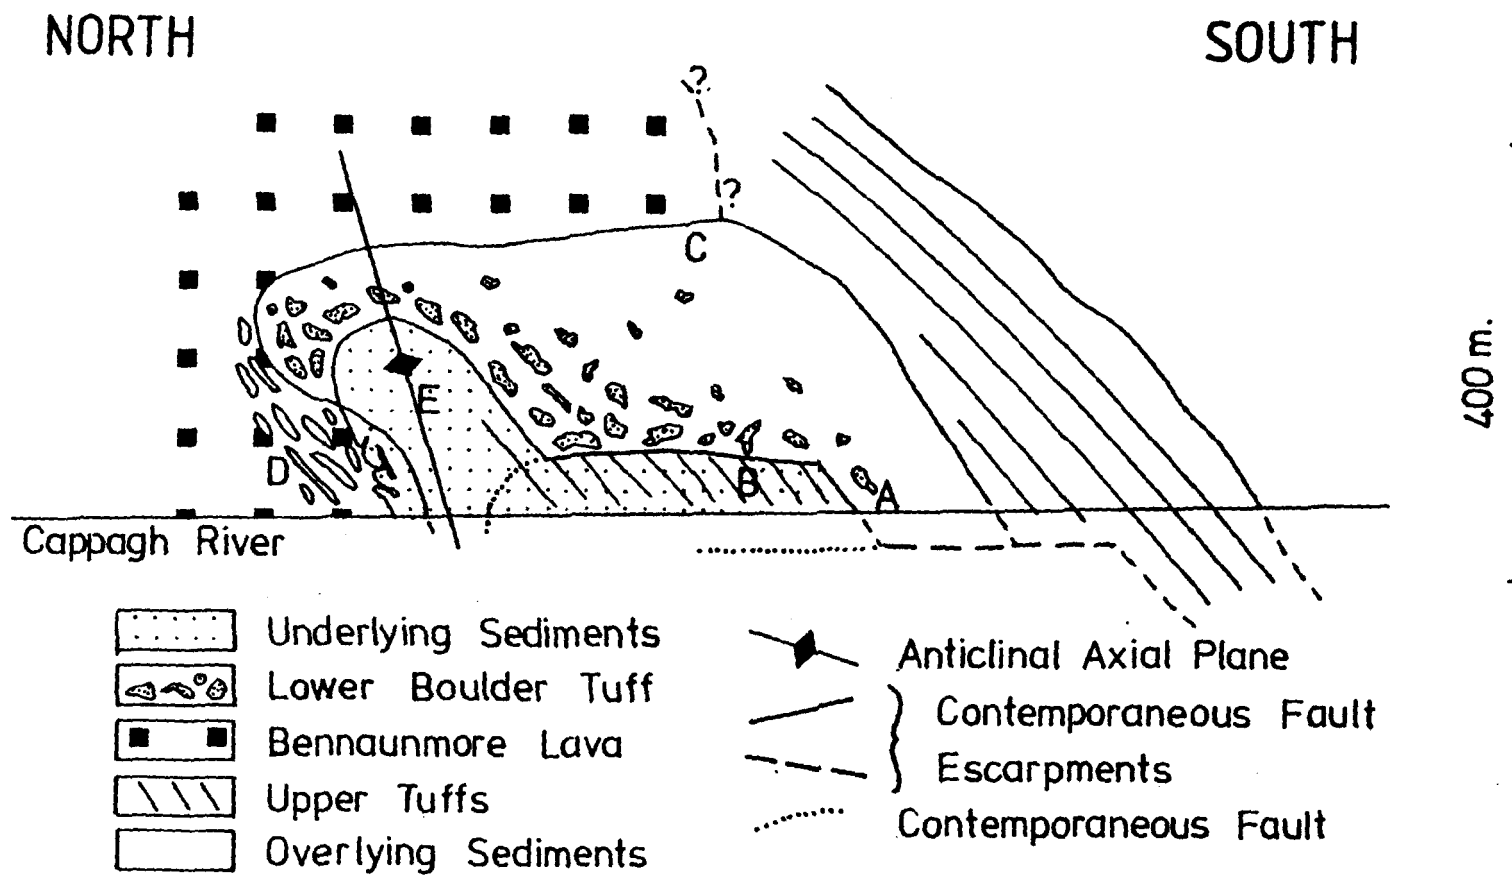 NORTH
SOUTH
?
?
C
E
D
B
A
400 m.
Cappagh River
Underlying Sediments
Lower Boulder Tuff
Bennaunmore Lava
Upper Tuffs
Overlying Sediments
Anticlinal Axial Plane
Contemporaneous Fault
Escarpments
Contemporaneous Fault